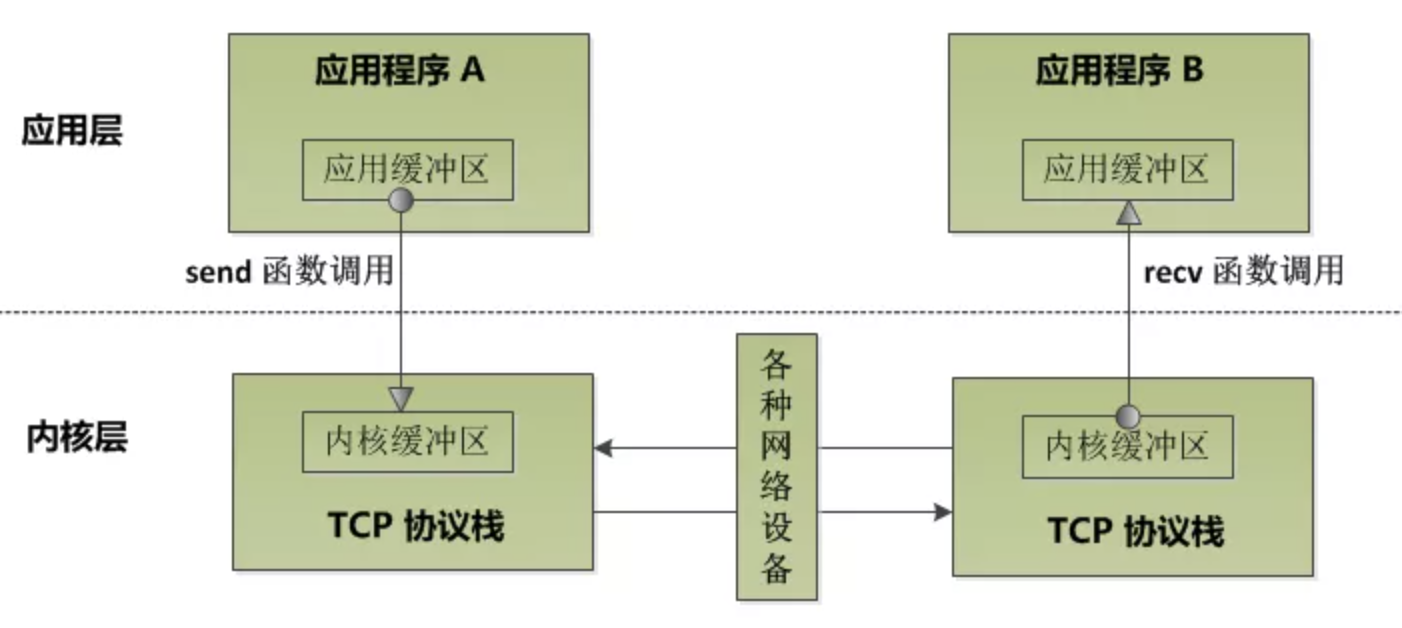 应用程序 A
应用程序 B
应用层
应用缓冲区
应用缓冲区
send 函数调用
recv 函数调用
各种网络设备
内核层
内核缓冲区
内核缓冲区
TCP 协议栈
TCP 协议栈